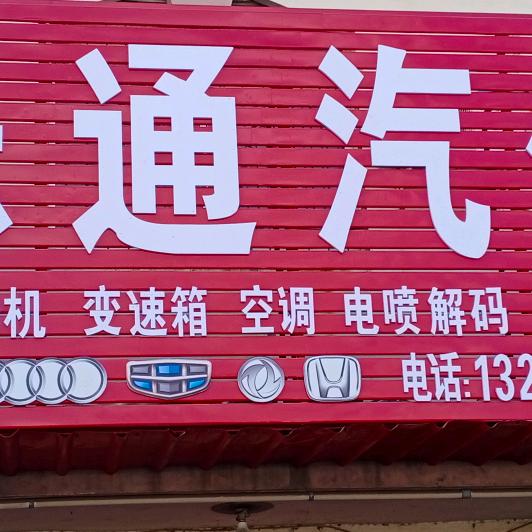 通汽
机 变速箱 空调 电喷解码
电话:132